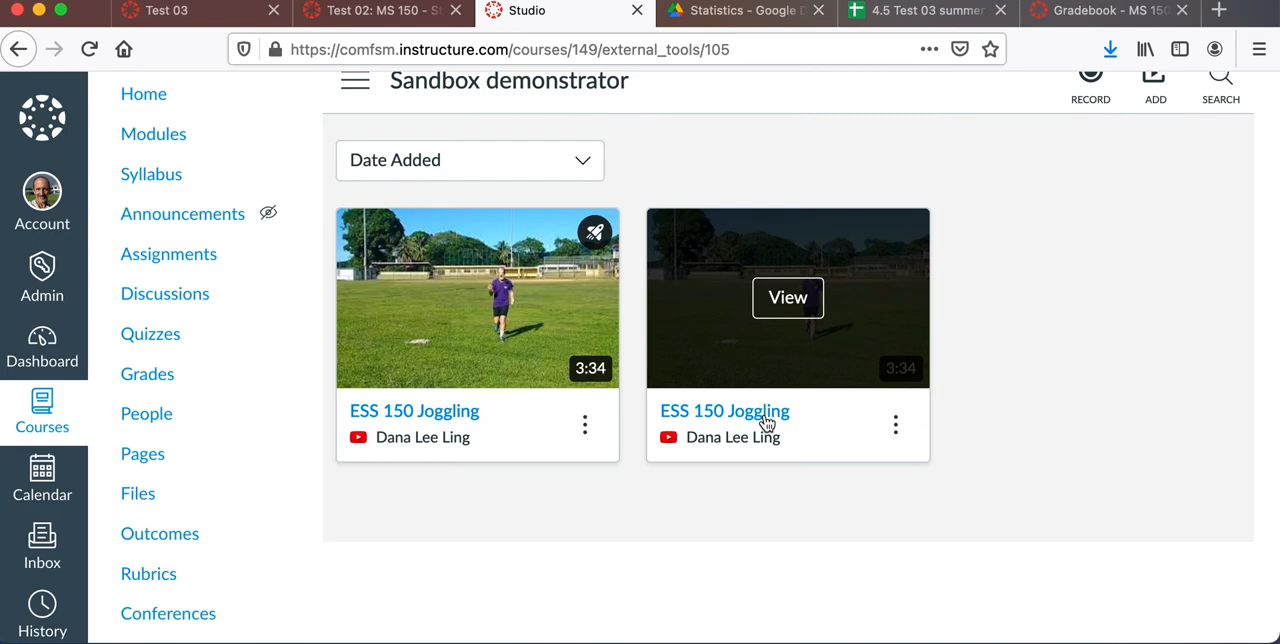 Test 03
Test 02: MS 150 - St
Studio
Statistics - Google D
4.5 Test 03 summer
Gradebook - MS 150
https://comfsm.instructure.com/courses/149/external_tools/105
Account
Admin
Dashboard
Courses
Calendar
Inbox
History
Home
Modules
Syllabus
Announcements
Assignments
Discussions
Quizzes
Grades
People
Pages
Files
Outcomes
Rubrics
Conferences
Sandbox demonstrator
RECORD
ADD
SEARCH
Date Added
3:34
ESS 150 Joggling
Dana Lee Ling
View
3:34
ESS 150 Joggling
Dana Lee Ling